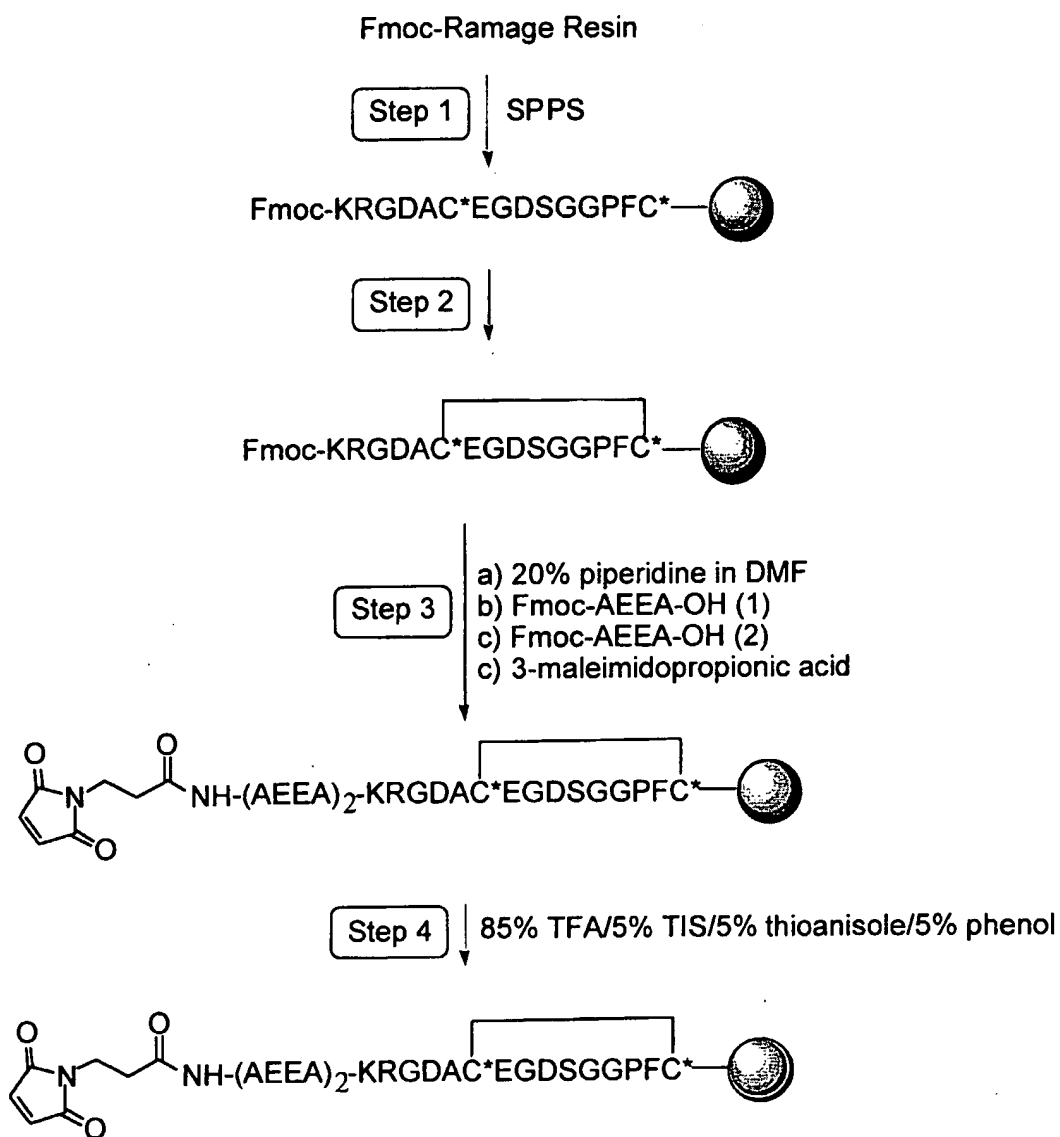 Fmoc-Ramage Resin
Step 1
SPPS
Fmoc-KRGDAC*EGDSGGPFC*
Step 2
Fmoc-KRGDAC*EGDSGGPFC*
Step 3
a) 20% piperidine in DMF
b) Fmoc-AEEA-OH (1)
c) Fmoc-AEEA-OH (2)
c) 3-maleimidopropionic acid
O
O
N
O
NH-(AEEA)2-KRGDAC*EGDSGGPFC*
Step 4
85% TFA/5% TIS/5% thioanisole/5% phenol
O
O
N
O
NH-(AEEA)2-KRGDAC*EGDSGGPFC*